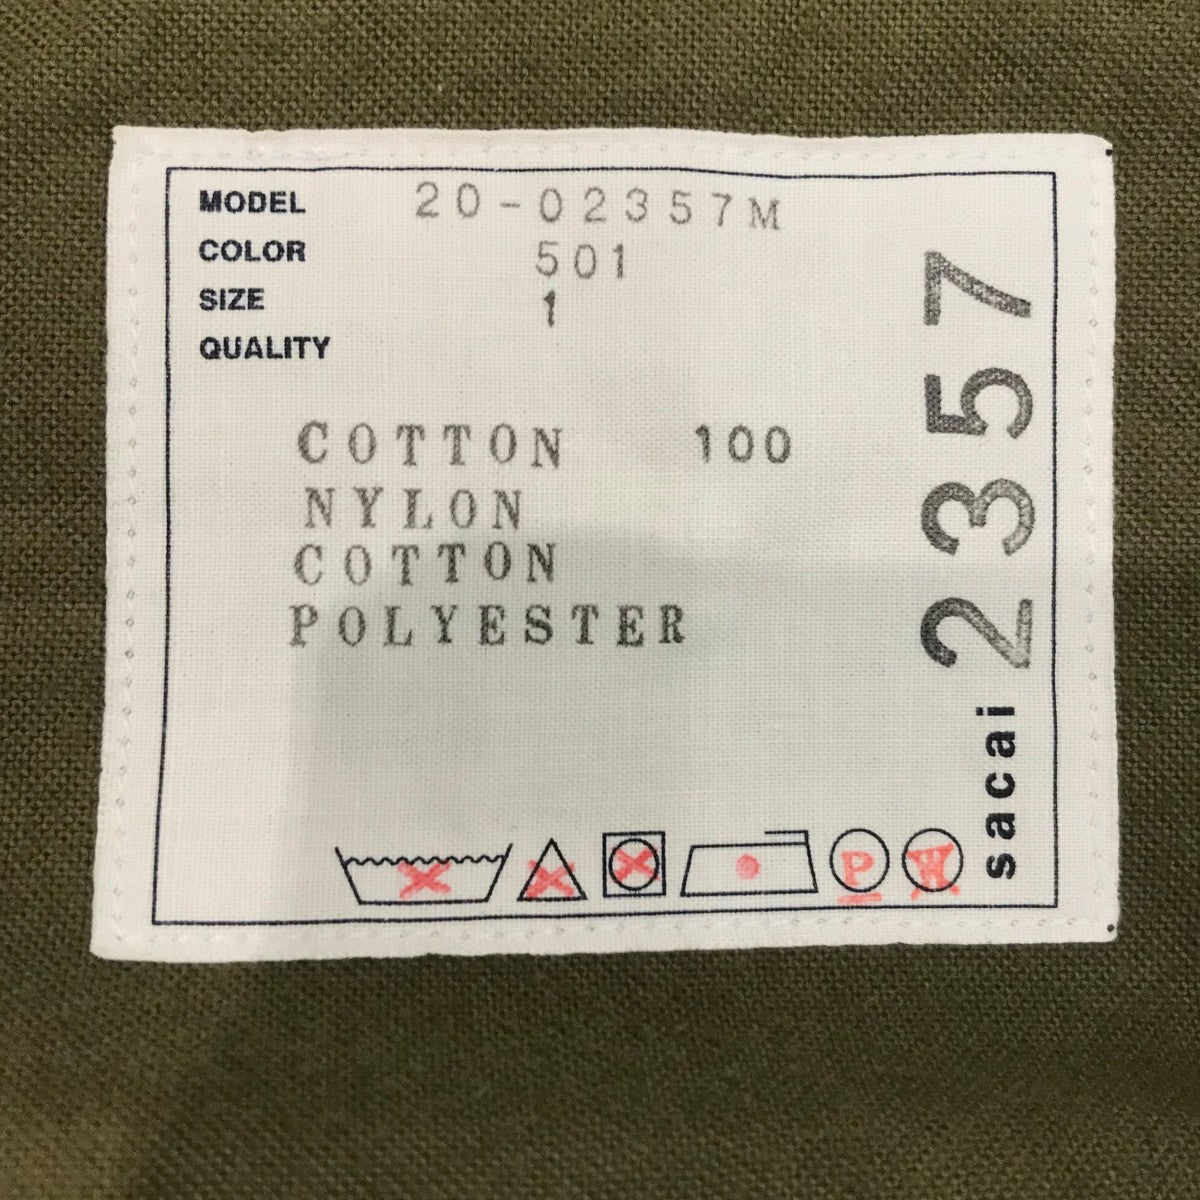 MODEL 20-02357M
COLOR 501
SIZE 1
QUALITY
COTTON 100
NYLON
COTTON
POLYESTER
P W
sacai 2357